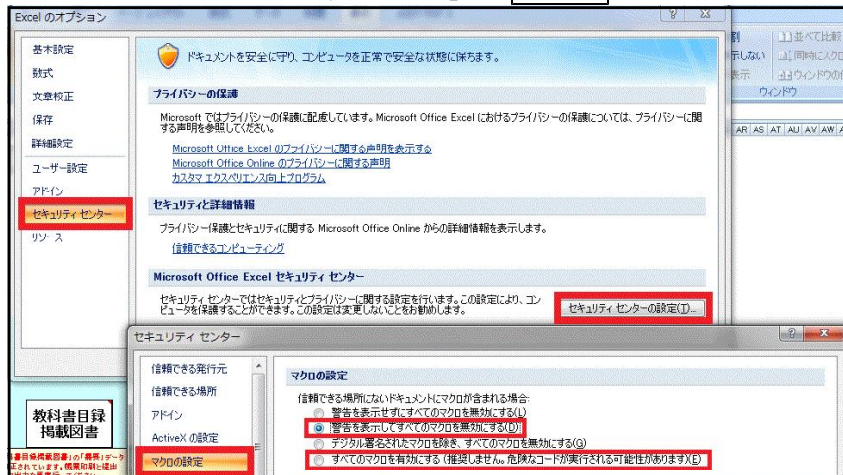 Excel のオプション
基本設定
数式
文章校正
保存
詳細設定
ユーザー設定
アドイン
セキュリティ センター
リソース
ドキュメントを安全に守り、コンピュータを正常で安全な状態に保ちます。
プライバシーの保護
Microsoft ではプライバシーの保護に配慮しています。Microsoft Office Excel におけるプライバシーの保護については、プライバシーに関
する声明を参照してください。
Microsoft Office Excel のプライバシーに関する声明を表示する
Microsoft Office Online のプライバシーに関する声明
カスタマ エクスペリエンス向上プログラム
セキュリティと詳細情報
プライバシー保護とセキュリティに関する Microsoft Office Online からの詳細情報を表示します。
信頼できるコンピューティング
Microsoft Office Excel セキュリティ センター
セキュリティ センターではセキュリティとプライバシーに関する設定を行います。この設定により、コン
ピュータを保護することができます。この設定は変更しないことをお勧めします。
セキュリティ センターの設定(T)...
割
並べて比較
示しない
同時にスクロ
表示
ウィンドウの位
ウィンドウ
AR AS AT AU AV AW A
セキュリティ センター
信頼できる発行元
信頼できる場所
アドイン
ActiveX の設定
マクロの設定
マクロの設定
信頼できる場所にないドキュメントにマクロが含まれる場合:
警告を表示せずにすべてのマクロを無効にする(L)
警告を表示してすべてのマクロを無効にする(D)
デジタル署名されたマクロを除き、すべてのマクロを無効にする(G)
すべてのマクロを有効にする (推奨しません。危険なコードが実行される可能性があります)(E)
教科書目録
掲載図書